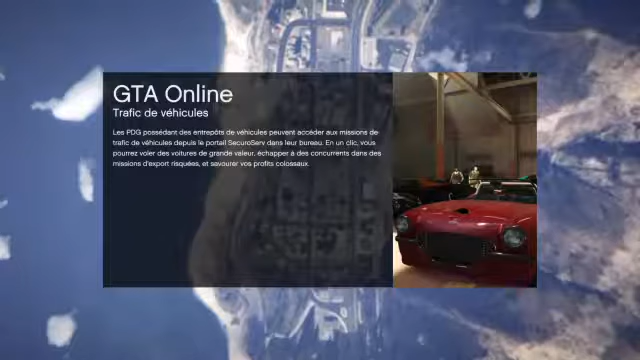 GTA Online
Trafic de véhicules
Les PDG possédant des entrepôts de véhicules peuvent accéder aux missions de
trafic de véhicules depuis le portail SecuroServ dans leur bureau. En un clic, vous
pourrez voler des voitures de grande valeur, échapper à des concurrents dans des
missions d'export risquées, et savourer vos profits colossaux.